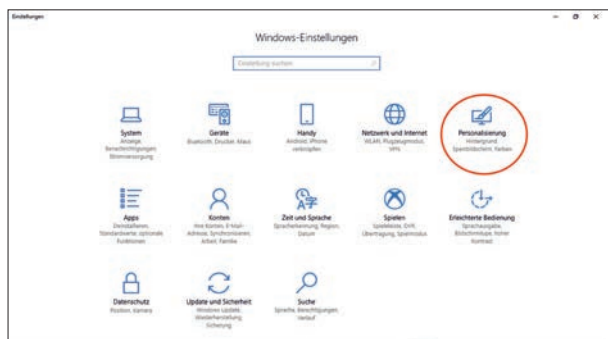 Einstellungen
Windows-Einstellungen
Einstellung suchen
System
Anzeige,
Benachrichtigungen,
Stromversorgung
Geräte
Bluetooth, Drucker, Maus
Handy
Android, iPhone
verknüpfen
Netzwerk und Internet
WLAN, Flugzeugmodus,
VPN
Personalisierung
Hintergrund,
Sperrbildschirm, Farben
Apps
Deinstallieren,
Standardwerte, optionale
Funktionen
Konten
Ihre Konten, E-Mail-
Adresse, Synchronisieren,
Arbeit, Familie
Zeit und Sprache
Spracherkennung, Region,
Datum
Spielen
Spieleleiste, DVR,
Übertragung, Spielmodus
Erleichterte Bedienung
Sprachausgabe,
Bildschirmlupe, hoher
Kontrast
Datenschutz
Position, Kamera
Update und Sicherheit
Windows Update,
Wiederherstellung,
Sicherung
Suche
Sprache, Berechtigungen,
Verlauf